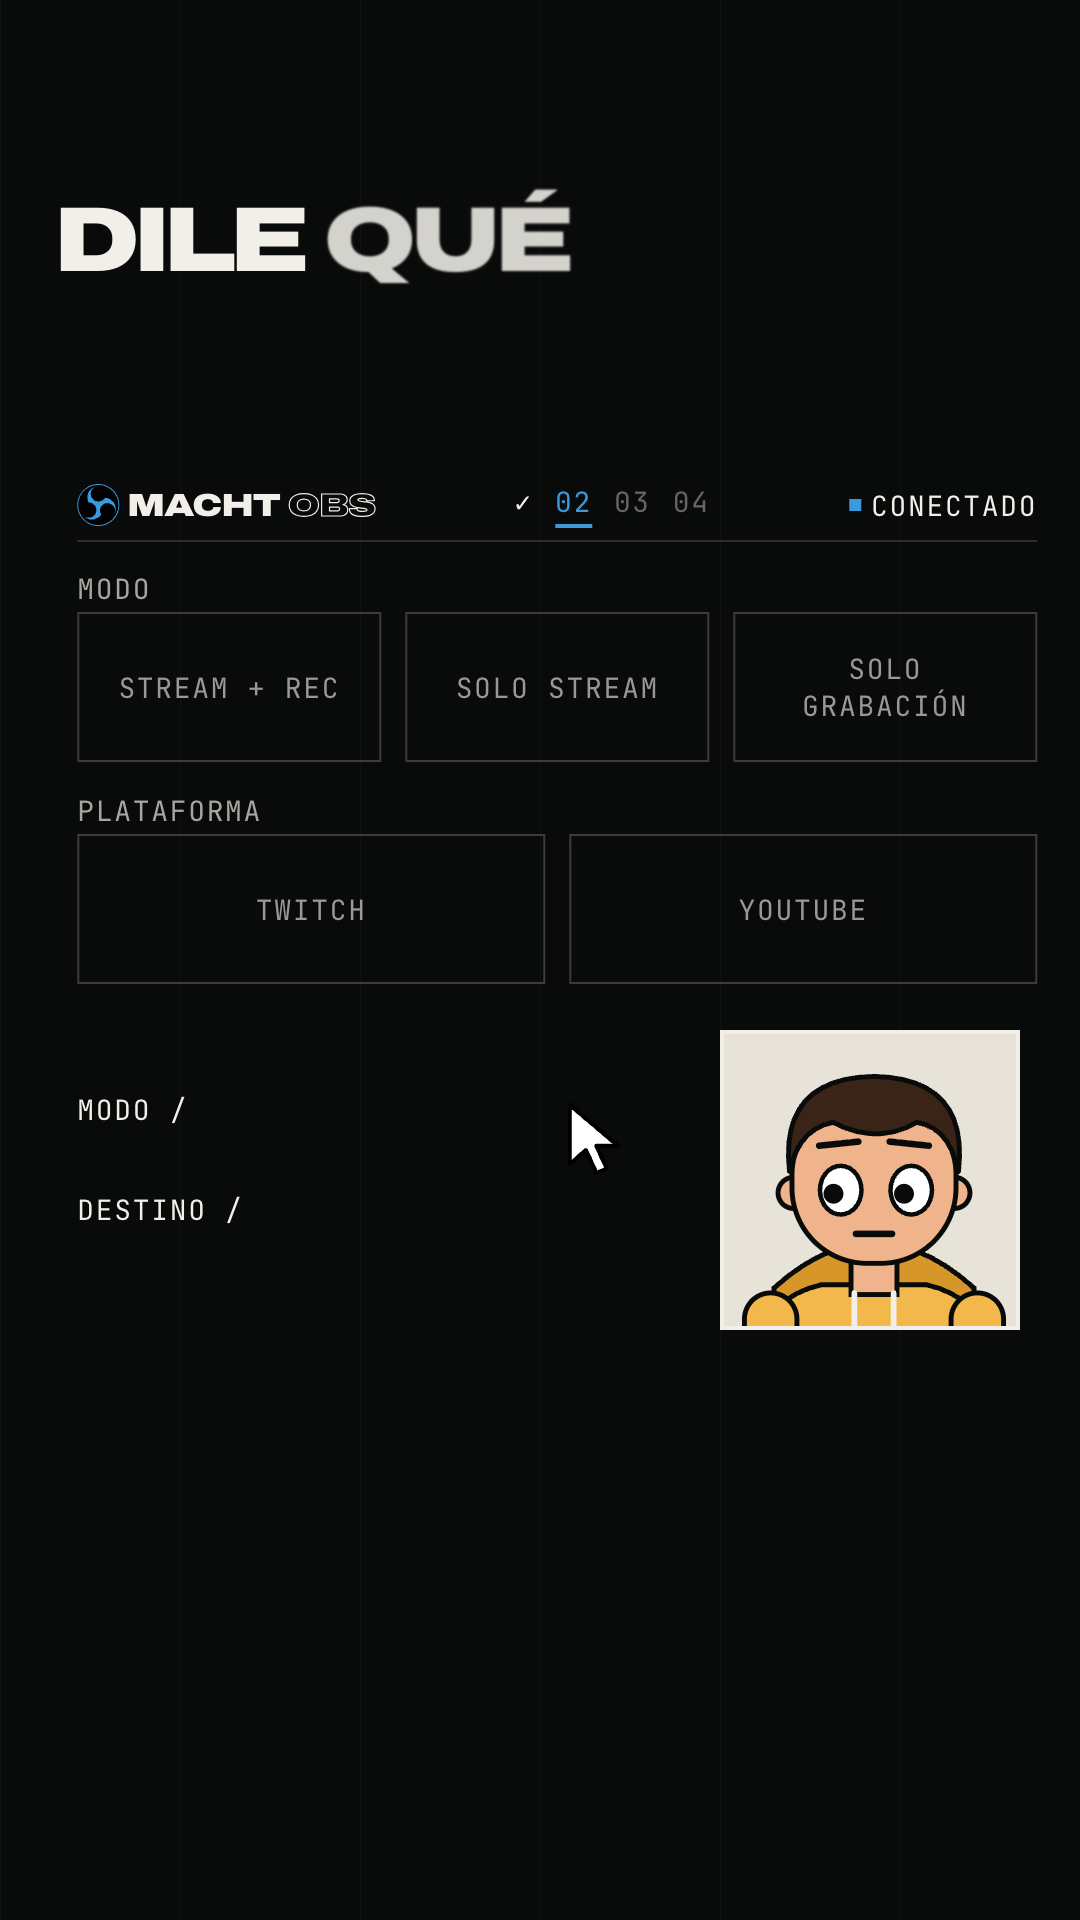 DILE QUÉ
MACHT OBS
✓ 02 03 04
CONECTADO
MODO
STREAM + REC
SOLO STREAM
SOLO
GRABACIÓN
PLATAFORMA
TWITCH
YOUTUBE
MODO /
DESTINO /